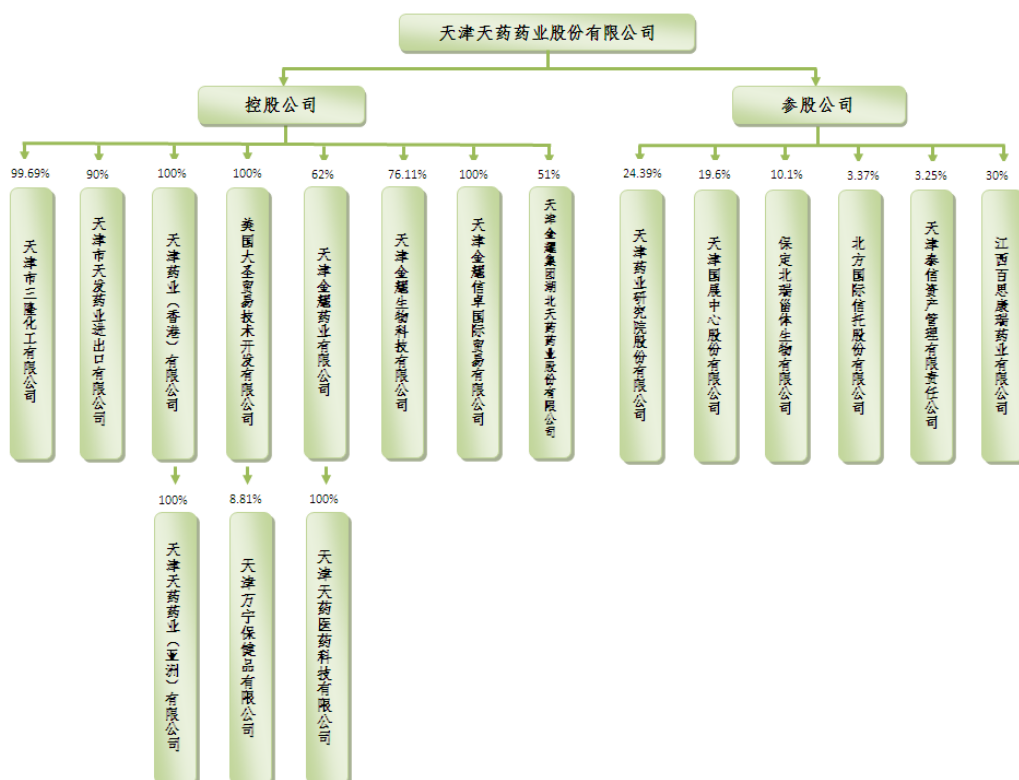 天津天药药业股份有限公司
控股公司
参股公司
99.69%
90%
100%
100%
62%
76.11%
100%
51%
24.39%
19.6%
10.1%
3.37%
3.25%
30%
天津市三隆化工有限公司
天津市天发药业进出口有限公司
天津药业（香港）有限公司
美国大圣贸易技术开发有限公司
天津金耀药业有限公司
天津金耀生物科技有限公司
天津金耀信卓国际贸易有限公司
天津金耀集团湖北天药药业股份有限公司
天津药业研究院股份有限公司
天津国展中心股份有限公司
保定北瑞甾体生物有限公司
北方国际信托股份有限公司
天津泰信资产管理有限责任公司
江西百思康瑞药业有限公司
100%
8.81%
100%
天津天药药业（亚洲）有限公司
天津万宁保健品有限公司
天津天药医药科技有限公司